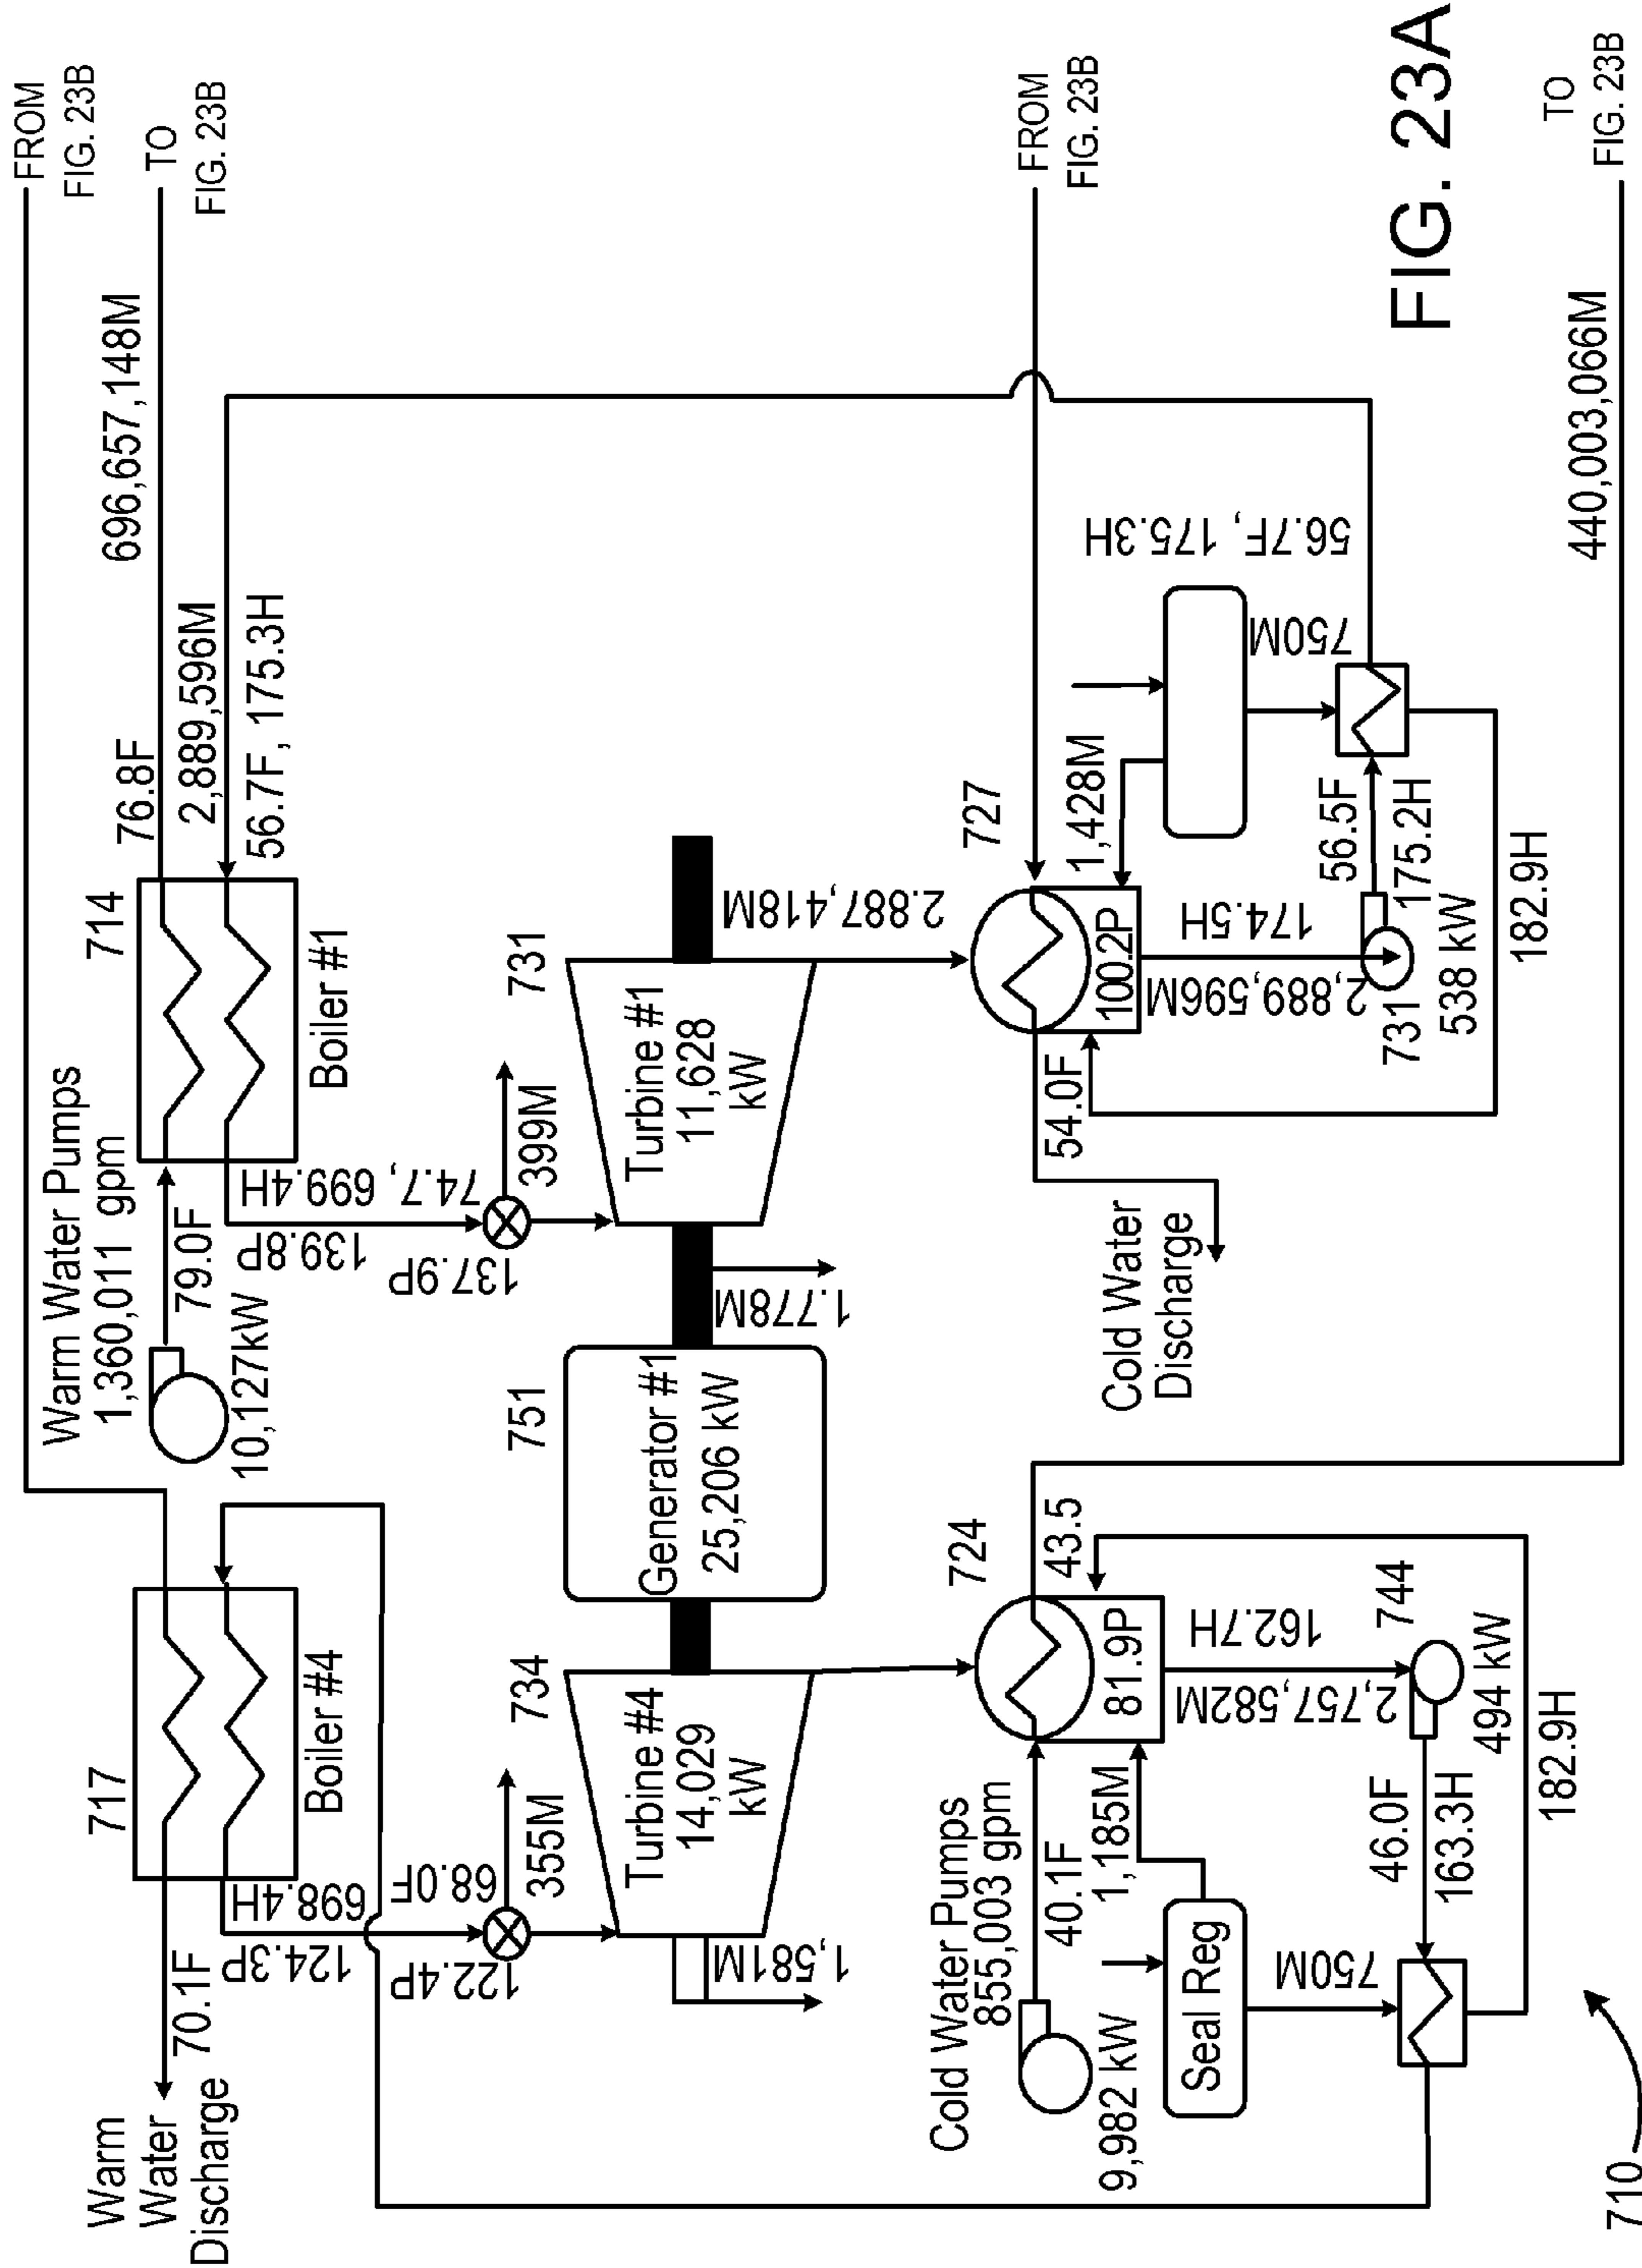 FROM
FIG. 23B
TO
FIG. 23B
696,657,148M
76.8F
2,889,596M
56.7F, 175.3H
714
Boiler #1
Warm Water Pumps
1,360,011 gpm
79.0F
10,127kW
717
Boiler #4
Warm
Water
Discharge
70.1F
698.4H
124.3P
68.0F
122.4P
355M
74.7, 699.4H
139.8P
137.9P
399M
734
Turbine #4
14,029
kW
1,581M
751
Generator #1
25,206 kW
1.778M
731
Turbine #1
11,628
kW
2.887,418M
FROM
FIG. 23B
727
1,428M
100.2P
54.0F
Cold Water
Discharge
174.5H
2,889,596M
731
538 kW
56.5F
175.2H
750M
56.7F, 175.3H
182.9H
Cold Water Pumps
855,003 gpm
40.1F
9,982 kW
724
43.5
81.9P
1,185M
Seal Reg
750M
162.7H
2,757,582M
744
494 kW
46.0F
163.3H
182.9H
440,003,066M
TO
FIG. 23B
710
FIG. 23A